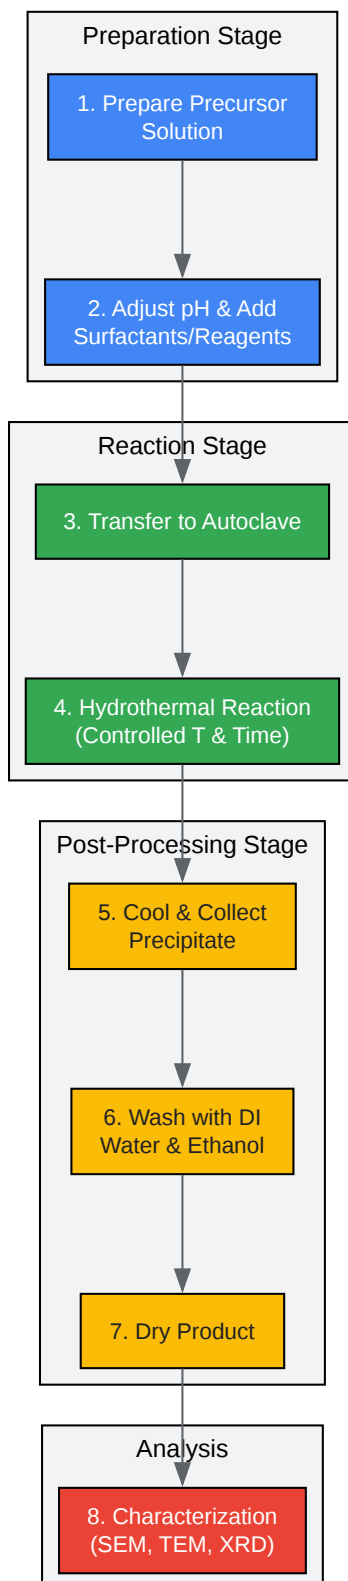 Preparation Stage
1. Prepare Precursor
Solution
2. Adjust pH & Add
Surfactants/Reagents
Reaction Stage
3. Transfer to Autoclave
4. Hydrothermal Reaction
(Controlled T & Time)
Post-Processing Stage
5. Cool & Collect
Precipitate
6. Wash with DI
Water & Ethanol
7. Dry Product
Analysis
8. Characterization
(SEM, TEM, XRD)